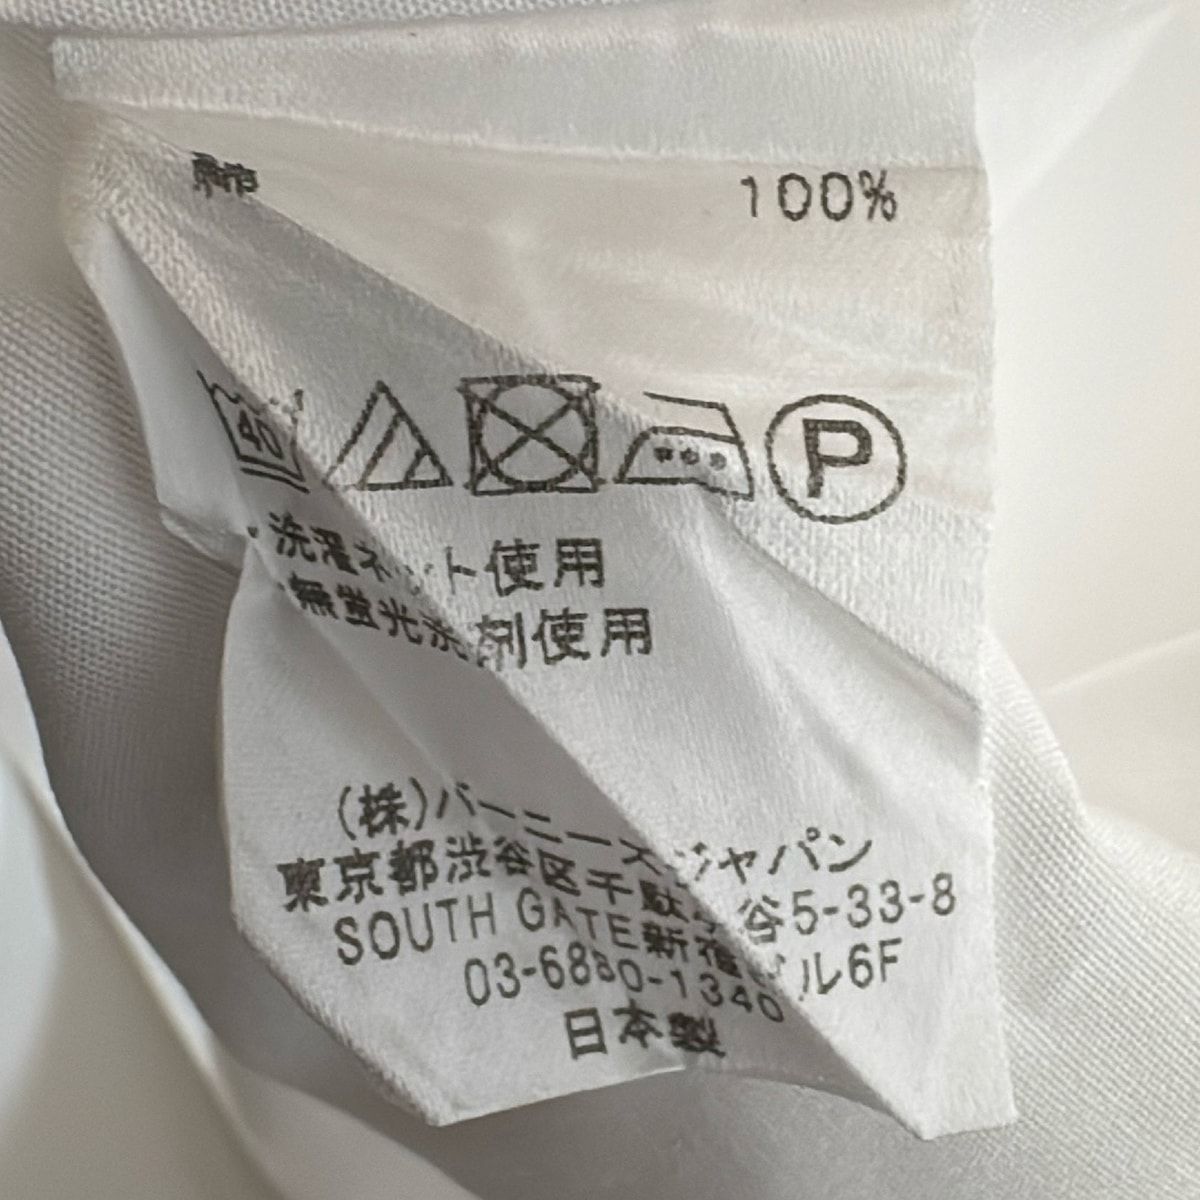 綿 100%
40 P
・洗濯ネット使用
・無蛍光洗剤使用
(株)バーニーズジャパン
東京都渋谷区千駄ヶ谷5-33-8
SOUTH GATE新宿ビル6F
03-6880-1340
日本製